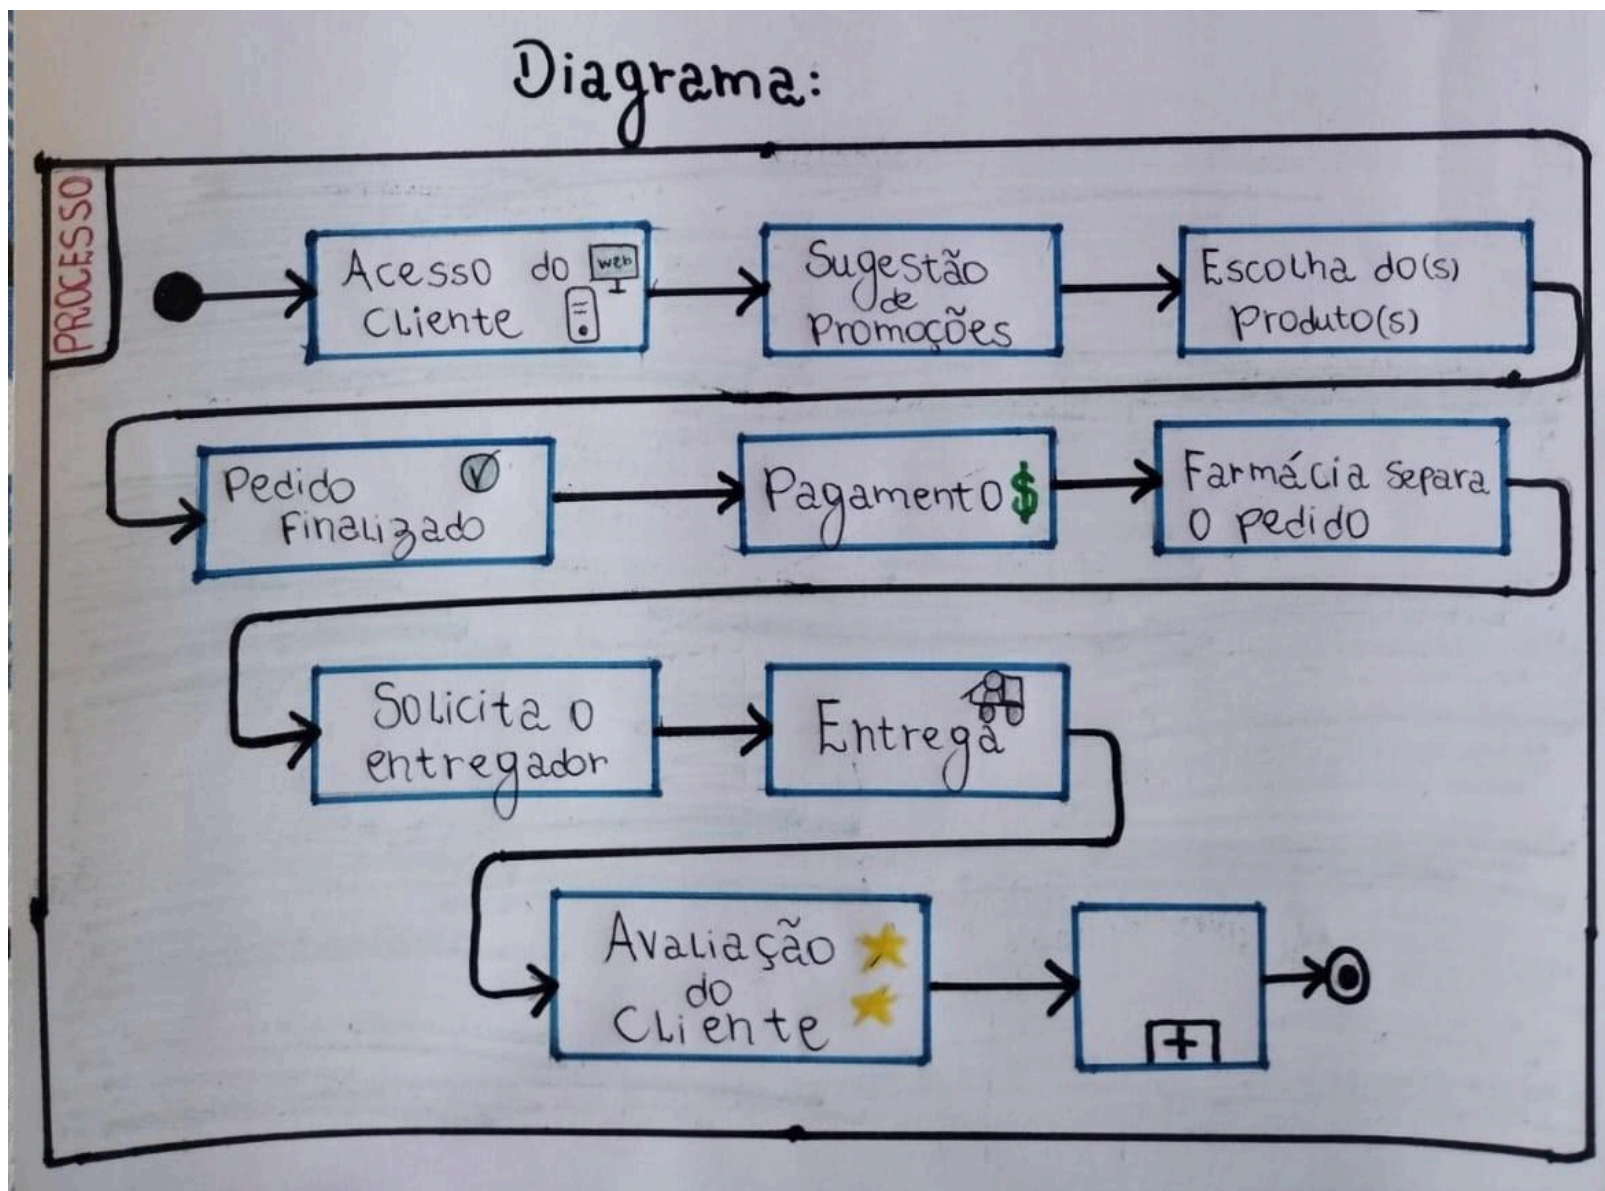 Diagrama:
PROCESSO
Acesso do
Cliente
web
Sugestão
de
Promoções
Escolha do(s)
Produto(s)
Pedido
Finalizado
Pagamento $
Farmácia separa
o pedido
Solicita o
entregador
Entrega
Avaliação
do
Cliente
+